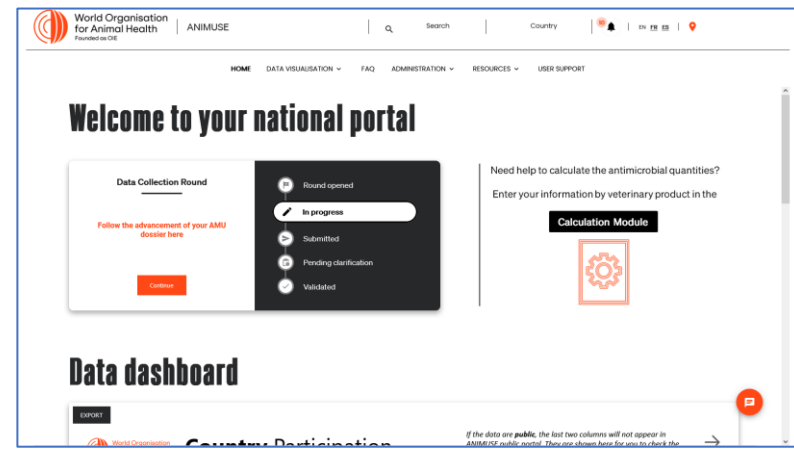 World Organisation
for Animal Health
Founded as OIE
ANIMUSE
Search
Country
EN FR ES
HOME DATA VISUALISATION FAQ ADMINISTRATION RESOURCES USER SUPPORT
Welcome to your national portal
Data Collection Round
Follow the advancement of your AMU
dossier here
Continue
Round opened
In progress
Submitted
Pending clarification
Validated
Need help to calculate the antimicrobial quantities?
Enter your information by veterinary product in the
Calculation Module
Data dashboard
EXPORT
World Organisation
Country Participation
If the data are public, the last two columns will not appear in
ANIMUSE public portal. They are shown here for you to check the